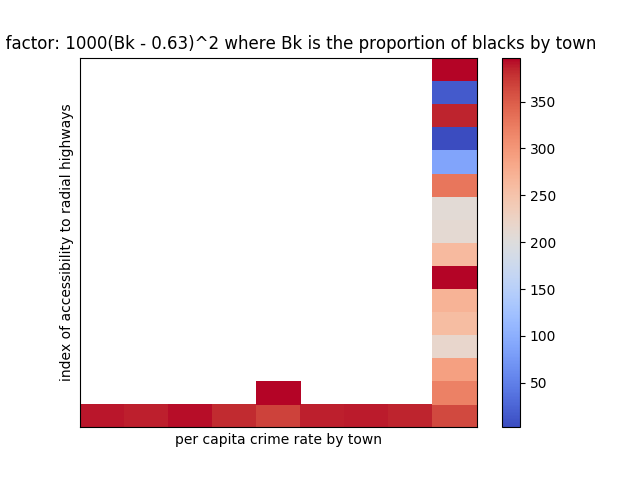 factor: 1000(Bk - 0.63)^2 where Bk is the proportion of blacks by town
index of accessibility to radial highways
per capita crime rate by town
350
300
250
200
150
100
50